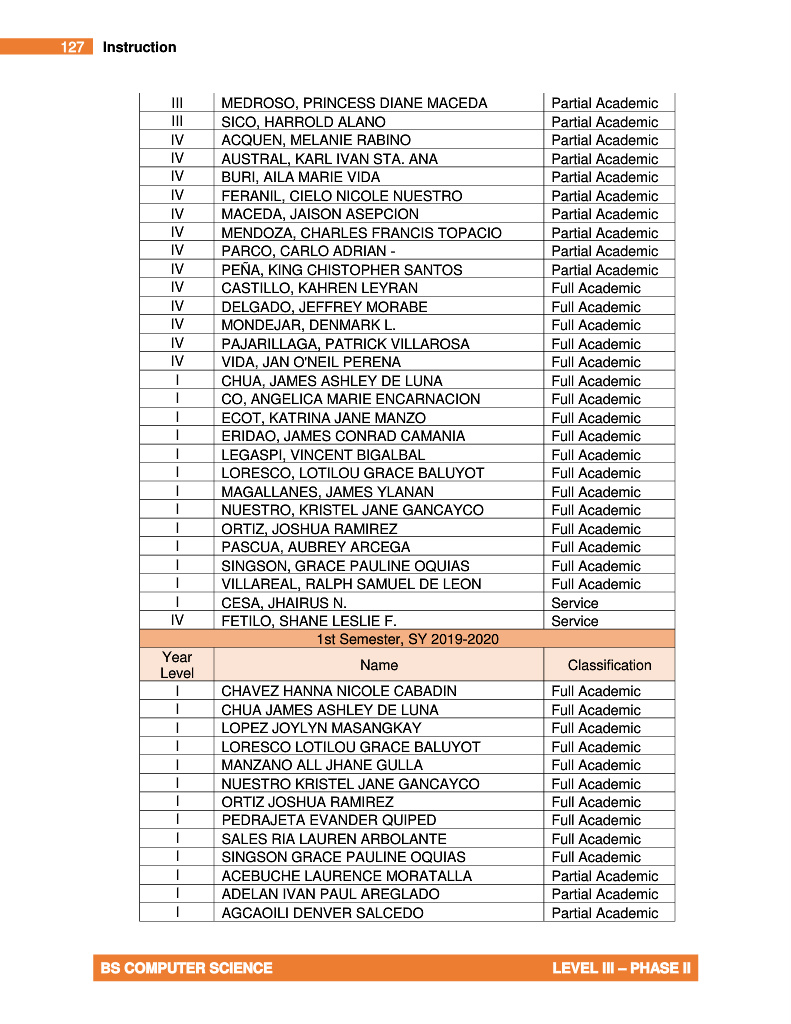 127 Instruction
III MEDROSO, PRINCESS DIANE MACEDA Partial Academic
III SICO, HARROLD ALANO Partial Academic
IV ACQUEN, MELANIE RABINO Partial Academic
IV AUSTRAL, KARL IVAN STA. ANA Partial Academic
IV BURI, AILA MARIE VIDA Partial Academic
IV FERANIL, CIELO NICOLE NUESTRO Partial Academic
IV MACEDA, JAISON ASEPCION Partial Academic
IV MENDOZA, CHARLES FRANCIS TOPACIO Partial Academic
IV PARCO, CARLO ADRIAN - Partial Academic
IV PEÑA, KING CHISTOPHER SANTOS Partial Academic
IV CASTILLO, KAHREN LEYRAN Full Academic
IV DELGADO, JEFFREY MORABE Full Academic
IV MONDEJAR, DENMARK L. Full Academic
IV PAJARILLAGA, PATRICK VILLAROSA Full Academic
IV VIDA, JAN O'NEIL PERENA Full Academic
I CHUA, JAMES ASHLEY DE LUNA Full Academic
I CO, ANGELICA MARIE ENCARNACION Full Academic
I ECOT, KATRINA JANE MANZO Full Academic
I ERIDAO, JAMES CONRAD CAMANIA Full Academic
I LEGASPI, VINCENT BIGALBAL Full Academic
I LORESCO, LOTILOU GRACE BALUYOT Full Academic
I MAGALLANES, JAMES YLANAN Full Academic
I NUESTRO, KRISTEL JANE GANCAYCO Full Academic
I ORTIZ, JOSHUA RAMIREZ Full Academic
I PASCUA, AUBREY ARCEGA Full Academic
I SINGSON, GRACE PAULINE OQUIAS Full Academic
I VILLAREAL, RALPH SAMUEL DE LEON Full Academic
I CESA, JHAIRUS N. Service
IV FETILO, SHANE LESLIE F. Service
1st Semester, SY 2019-2020
Year Level Name Classification
I CHAVEZ HANNA NICOLE CABADIN Full Academic
I CHUA JAMES ASHLEY DE LUNA Full Academic
I LOPEZ JOYLYN MASANGKAY Full Academic
I LORESCO LOTILOU GRACE BALUYOT Full Academic
I MANZANO ALL JHANE GULLA Full Academic
I NUESTRO KRISTEL JANE GANCAYCO Full Academic
I ORTIZ JOSHUA RAMIREZ Full Academic
I PEDRAJETA EVANDER QUIPED Full Academic
I SALES RIA LAUREN ARBOLANTE Full Academic
I SINGSON GRACE PAULINE OQUIAS Full Academic
I ACEBUCHE LAURENCE MORATALLA Partial Academic
I ADELAN IVAN PAUL AREGLADO Partial Academic
I AGCAOILI DENVER SALCEDO Partial Academic
BS COMPUTER SCIENCE LEVEL III – PHASE II